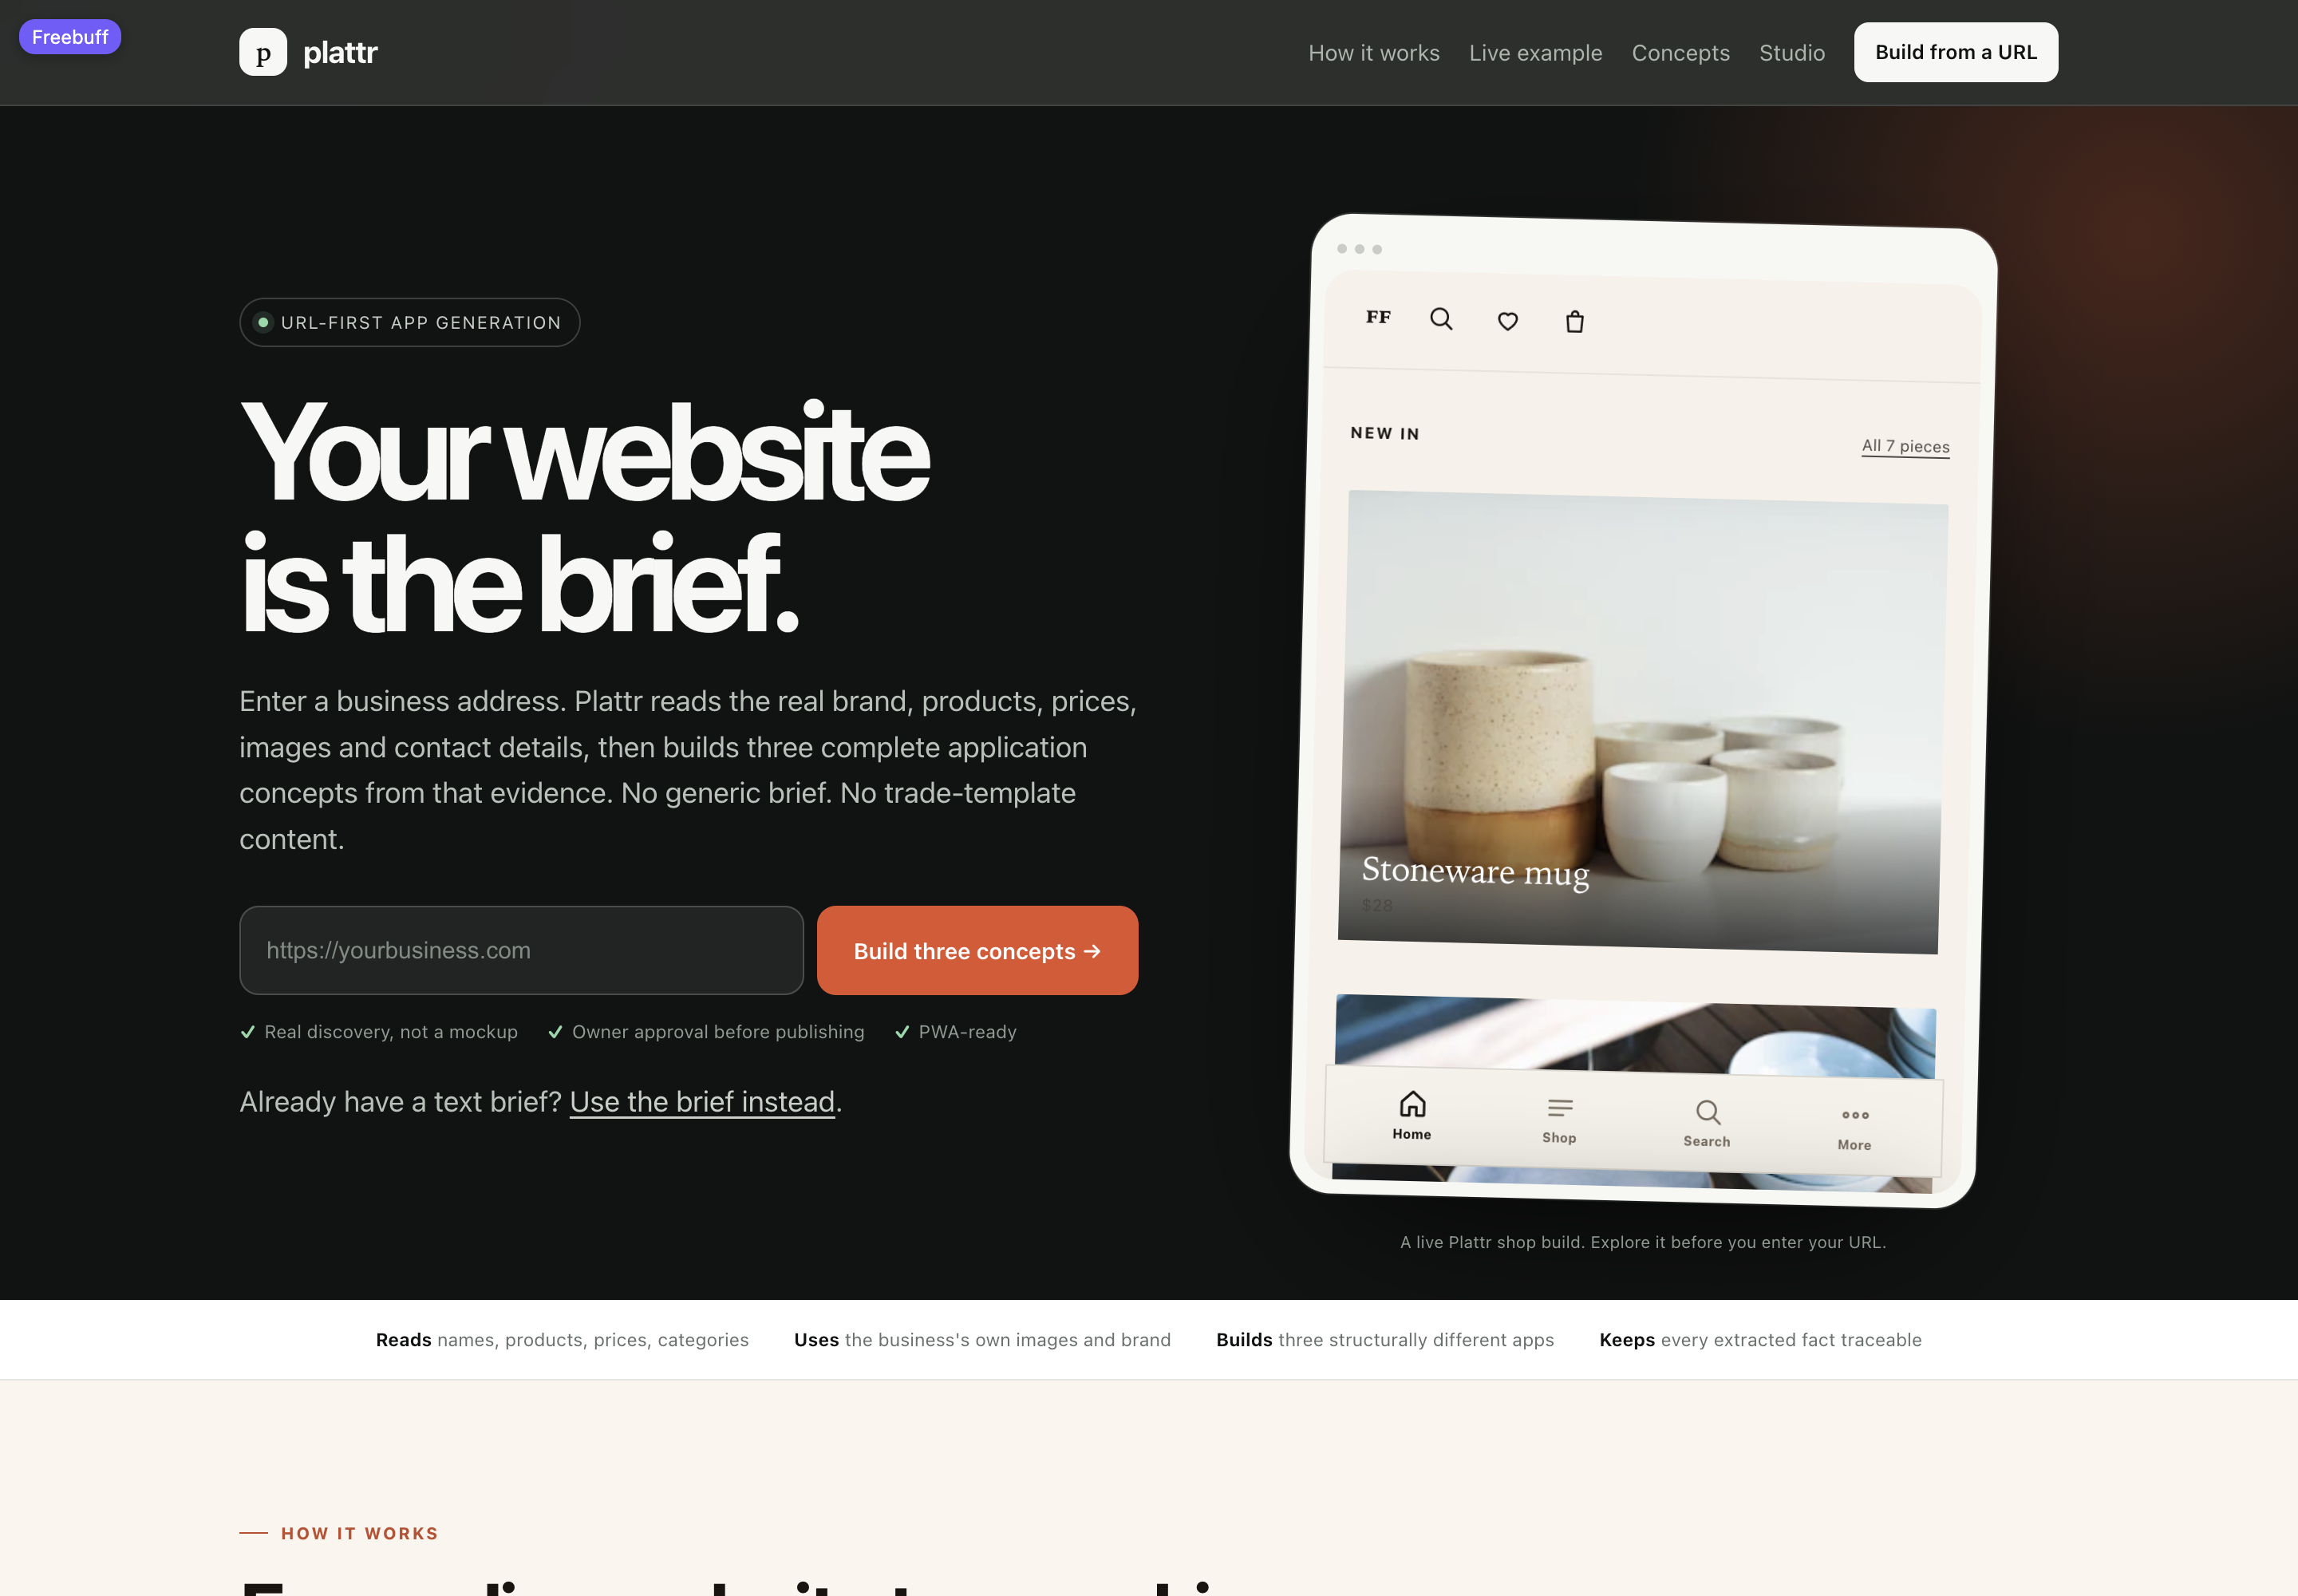 Freebuff
p plattr
How it works Live example Concepts Studio Build from a URL
URL-FIRST APP GENERATION
Your website
is the brief.
Enter a business address. Plattr reads the real brand, products, prices,
images and contact details, then builds three complete application
concepts from that evidence. No generic brief. No trade-template
content.
https://yourbusiness.com
Build three concepts →
Real discovery, not a mockup Owner approval before publishing PWA-ready
Already have a text brief? Use the brief instead.
FF
NEW IN
All 7 pieces
Stoneware mug
$28
Home Shop Search More
A live Plattr shop build. Explore it before you enter your URL.
Reads names, products, prices, categories Uses the business's own images and brand Builds three structurally different apps Keeps every extracted fact traceable
HOW IT WORKS